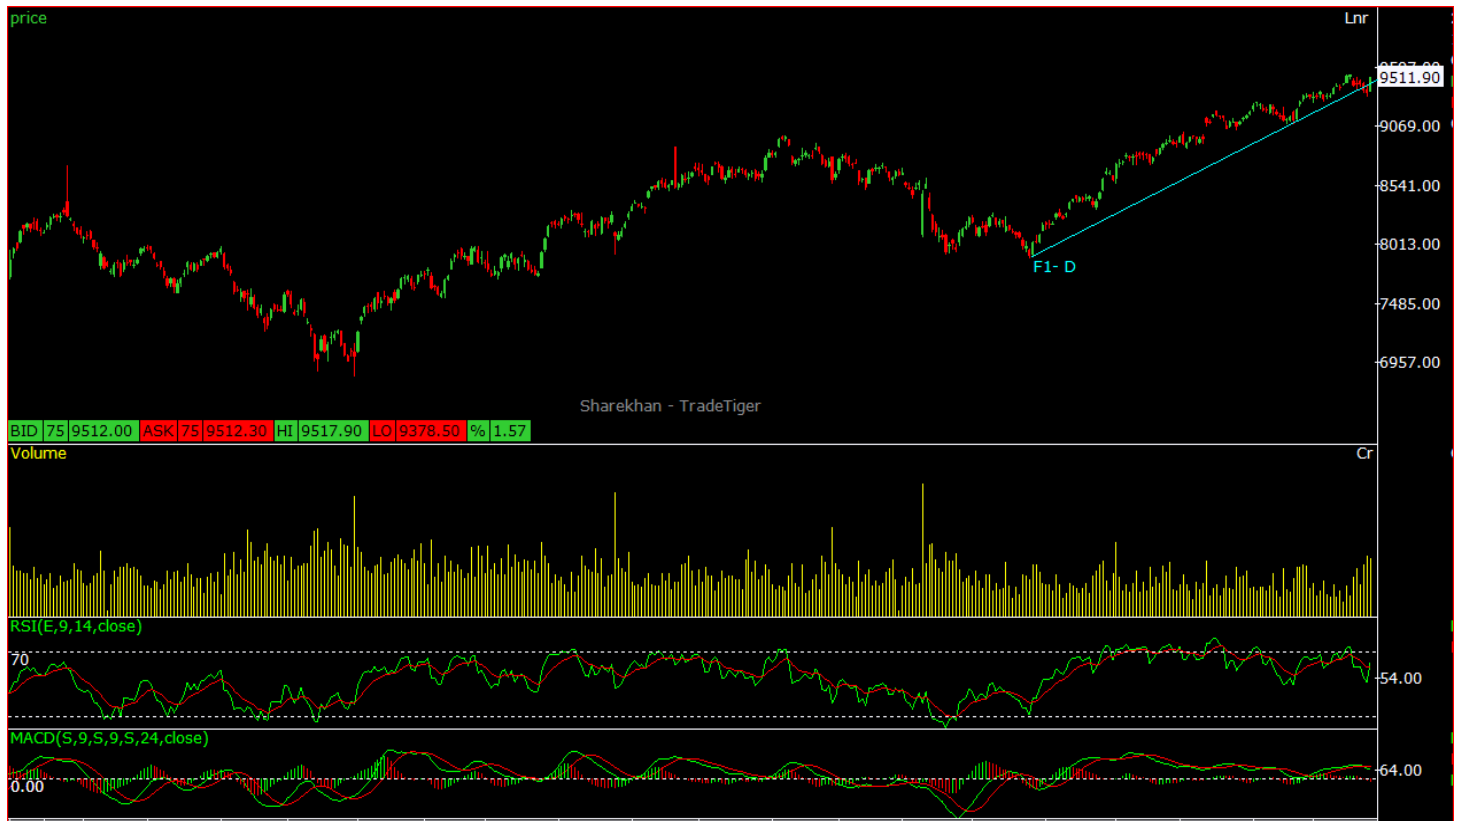 price Lnr
9511.90
9069.00
8541.00
8013.00
F1- D
7485.00
6957.00
Sharekhan - TradeTiger
BID 75 9512.00 ASK 75 9512.30 HI 9517.90 LO 9378.50 % 1.57
Volume Cr
RSI(E,9,14,close)
70
54.00
MACD(S,9,S,9,S,24,close)
64.00
0.00